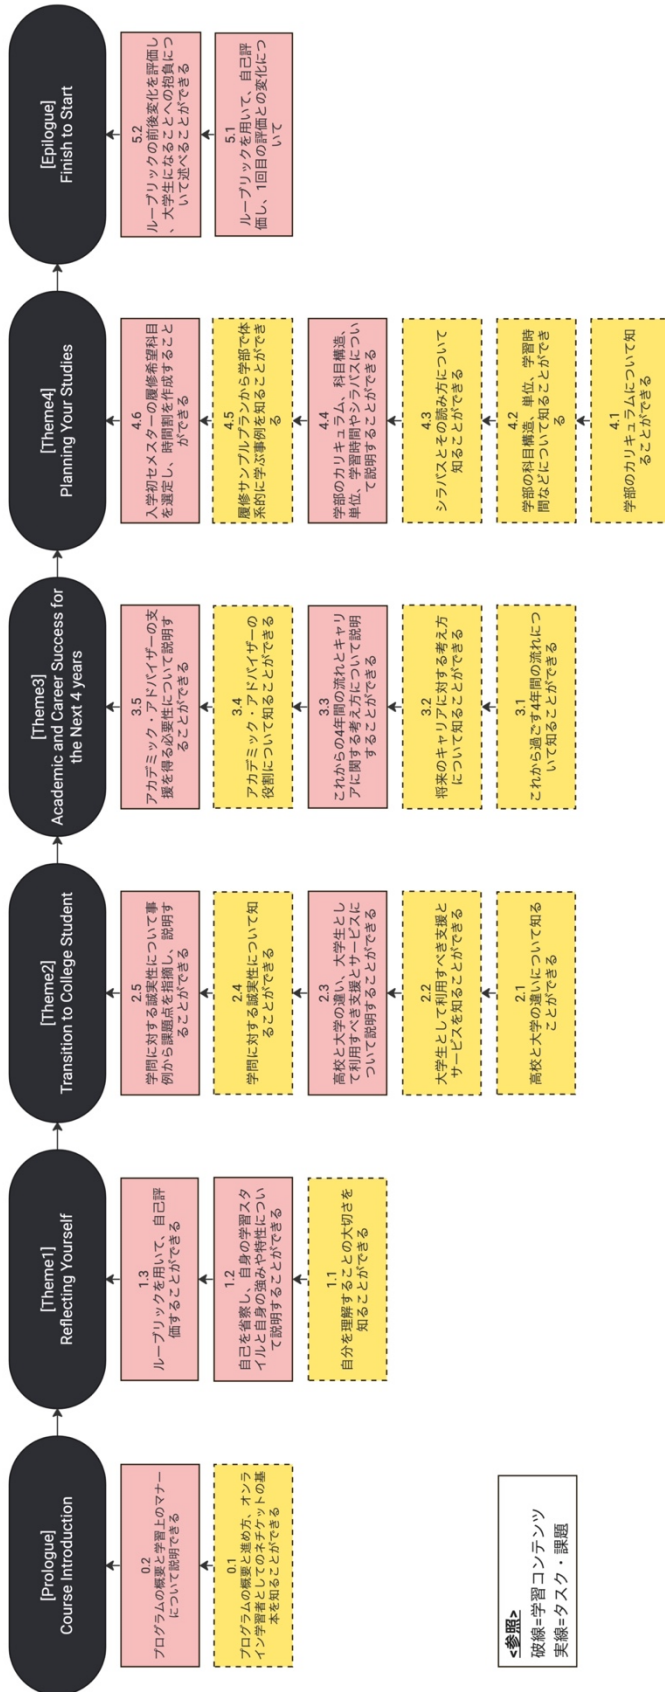 [Prologue]
Course Introduction
0.2
プログラムの概要と学習上のマナー
について説明できる
0.1
プログラムの概要と進め方、オンラ
イン学習者としてのネチケットの基
本を知ることができる
[Theme1]
Reflecting Yourself
1.3
ルーブリックを用いて、自己評
価することができる
1.2
自己を省察し、自身の学習スタ
イルと自身の強みや特性につい
て説明することができる
1.1
自分を理解することの大切さを
知ることができる
[Theme2]
Transition to College Student
2.5
学問に対する誠実性について事
例から課題点を指摘し、説明す
ることができる
2.4
学問に対する誠実性について知
ることができる
2.3
高校と大学の違い、大学生とし
て利用すべき支援とサービスに
ついて説明することができる
2.2
大学生として利用すべき支援と
サービスを知ることができる
2.1
高校と大学の違いについて知る
ことができる
[Theme3]
Academic and Career Success for
the Next 4 years
3.5
アカデミック・アドバイザーの支
援を得る必要性について説明す
ることができる
3.4
アカデミック・アドバイザーの
役割について知ることができる
3.3
これからの4年間の流れとキャリ
アに関する考え方について説明
することができる
3.2
将来のキャリアに対する考え方
について知ることができる
3.1
これから過ごす4年間の流れにつ
いて知ることができる
[Theme4]
Planning Your Studies
4.6
入学初セメスターの履修希望科目
を選定し、時間割を作成すること
ができる
4.5
履修サンプルプランから学部で体
系的に学ぶ事例を知ることができ
る
4.4
学部のカリキュラム、科目構造、
単位、学習時間やシラバスについ
て説明することができる
4.3
シラバスとその読み方について
知ることができる
4.2
学部の科目構造、単位、学習時
間などについて知ることができ
る
4.1
学部のカリキュラムについて知
ることができる
[Epilogue]
Finish to Start
5.2
ルーブリックの前後変化を評価し
、大学生になることへの抱負につ
いて述べることができる
5.1
ルーブリックを用いて、自己評
価し、1回目の評価との変化につ
いて
<参照>
破線=学習コンテンツ
実線=タスク・課題